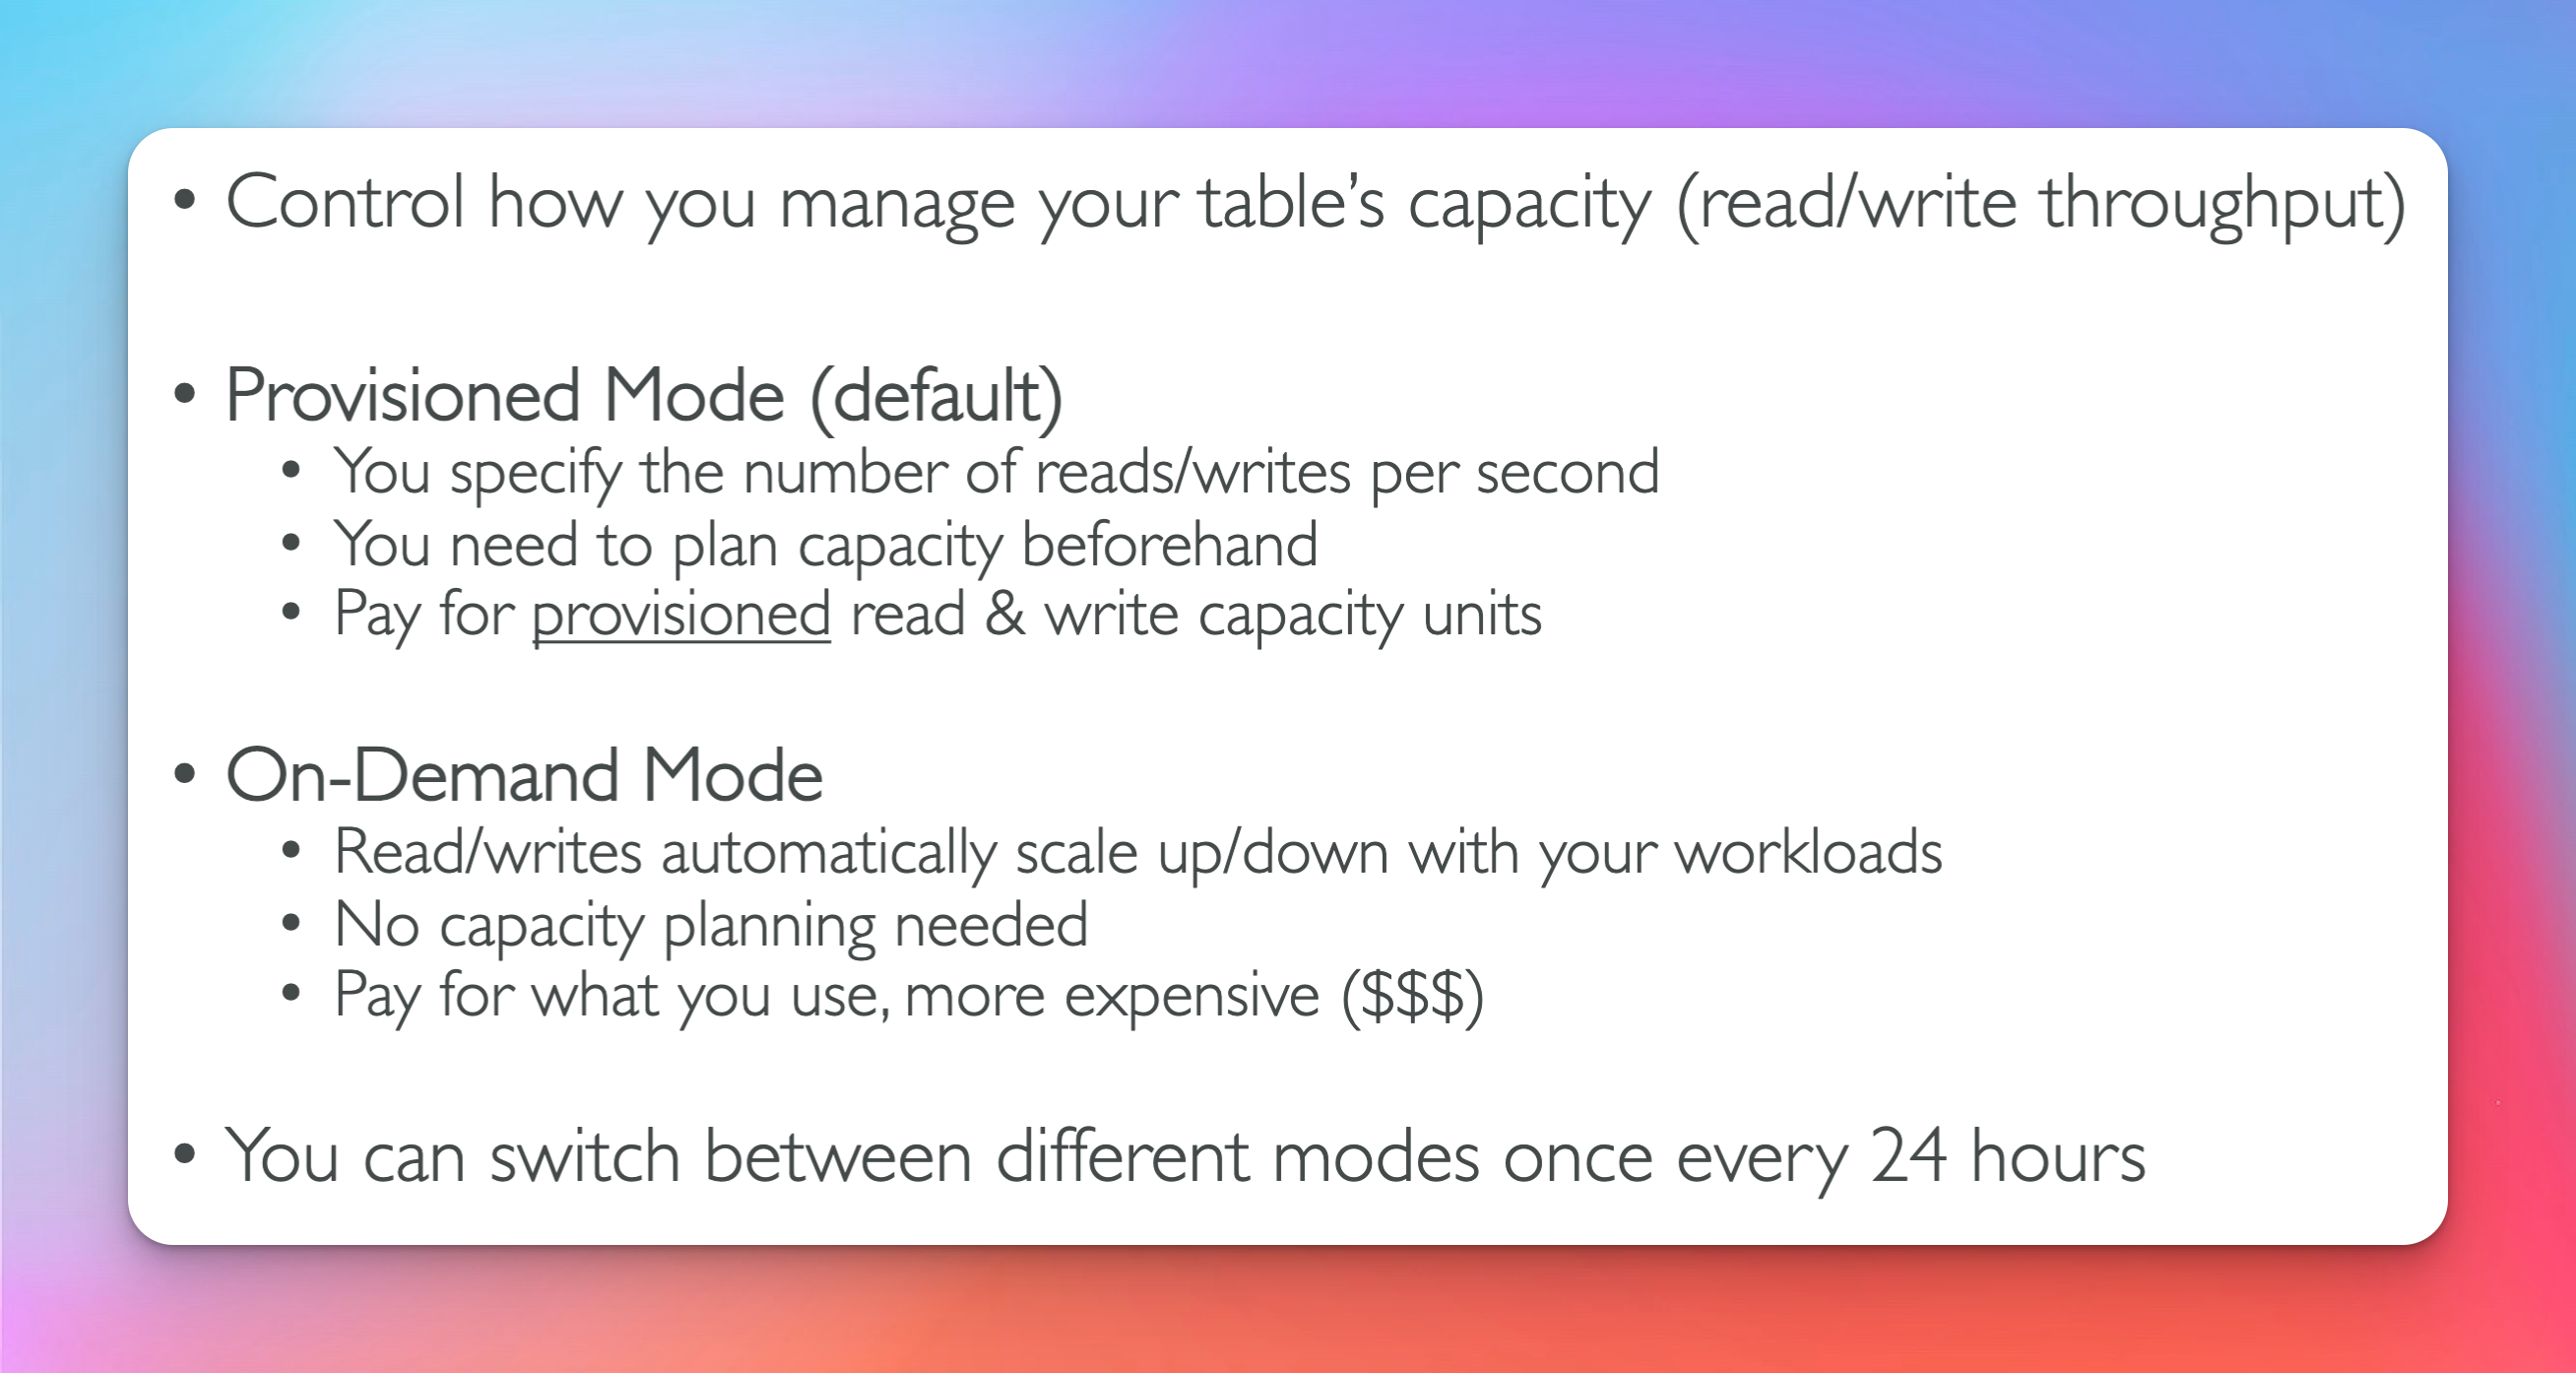 • Control how you manage your table’s capacity (read/write throughput)
• Provisioned Mode (default)
• You specify the number of reads/writes per second
• You need to plan capacity beforehand
• Pay for provisioned read & write capacity units
• On-Demand Mode
• Read/writes automatically scale up/down with your workloads
• No capacity planning needed
• Pay for what you use, more expensive ($$$)
• You can switch between different modes once every 24 hours